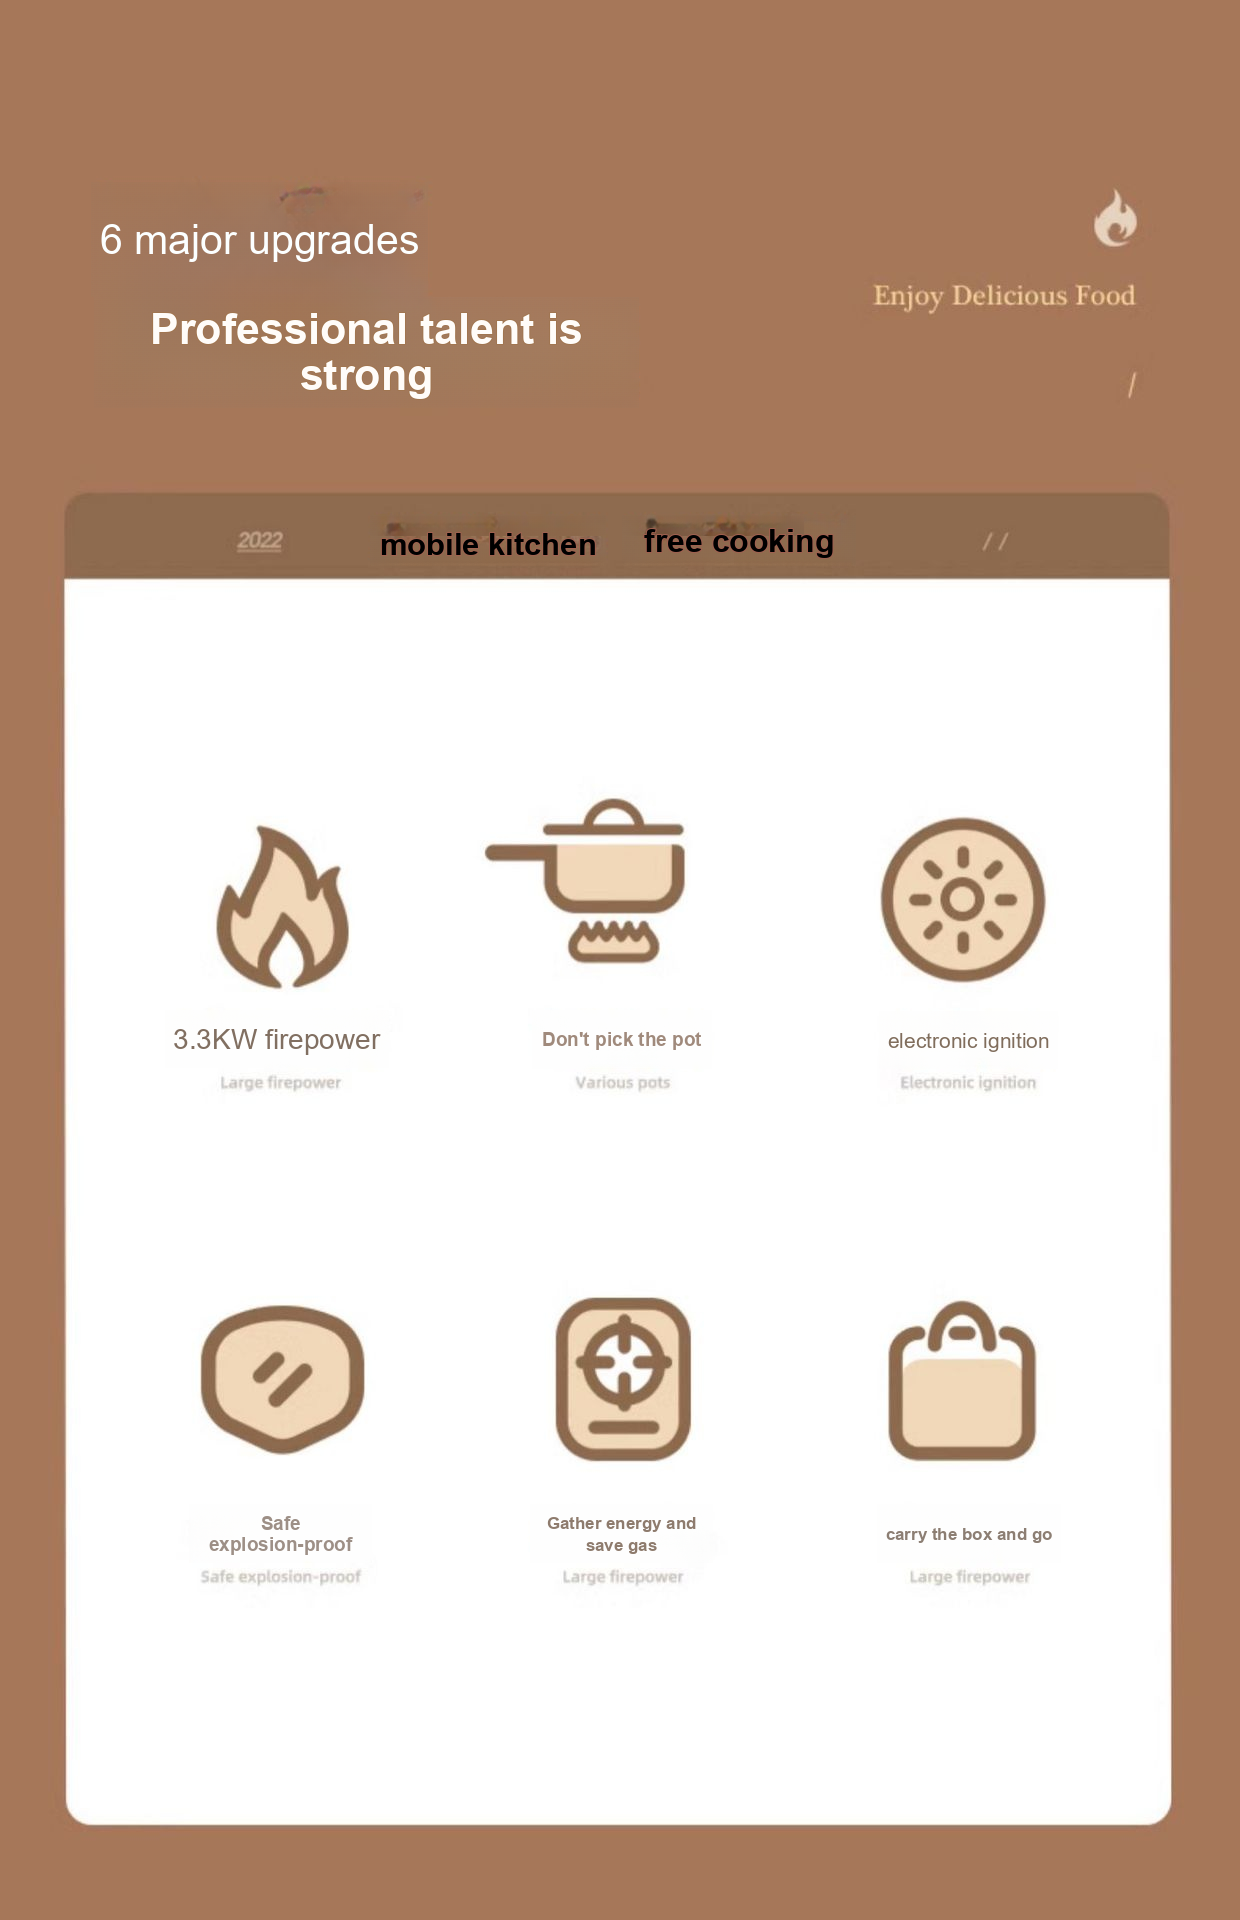 6 major upgrades
Professional talent is
strong
Enjoy Delicious Food
/
2022
mobile kitchen
free cooking
//
3.3KW firepower
Large firepower
Don't pick the pot
Various pots
electronic ignition
Electronic ignition
Safe
explosion-proof
Safe explosion-proof
Gather energy and
save gas
Large firepower
carry the box and go
Large firepower